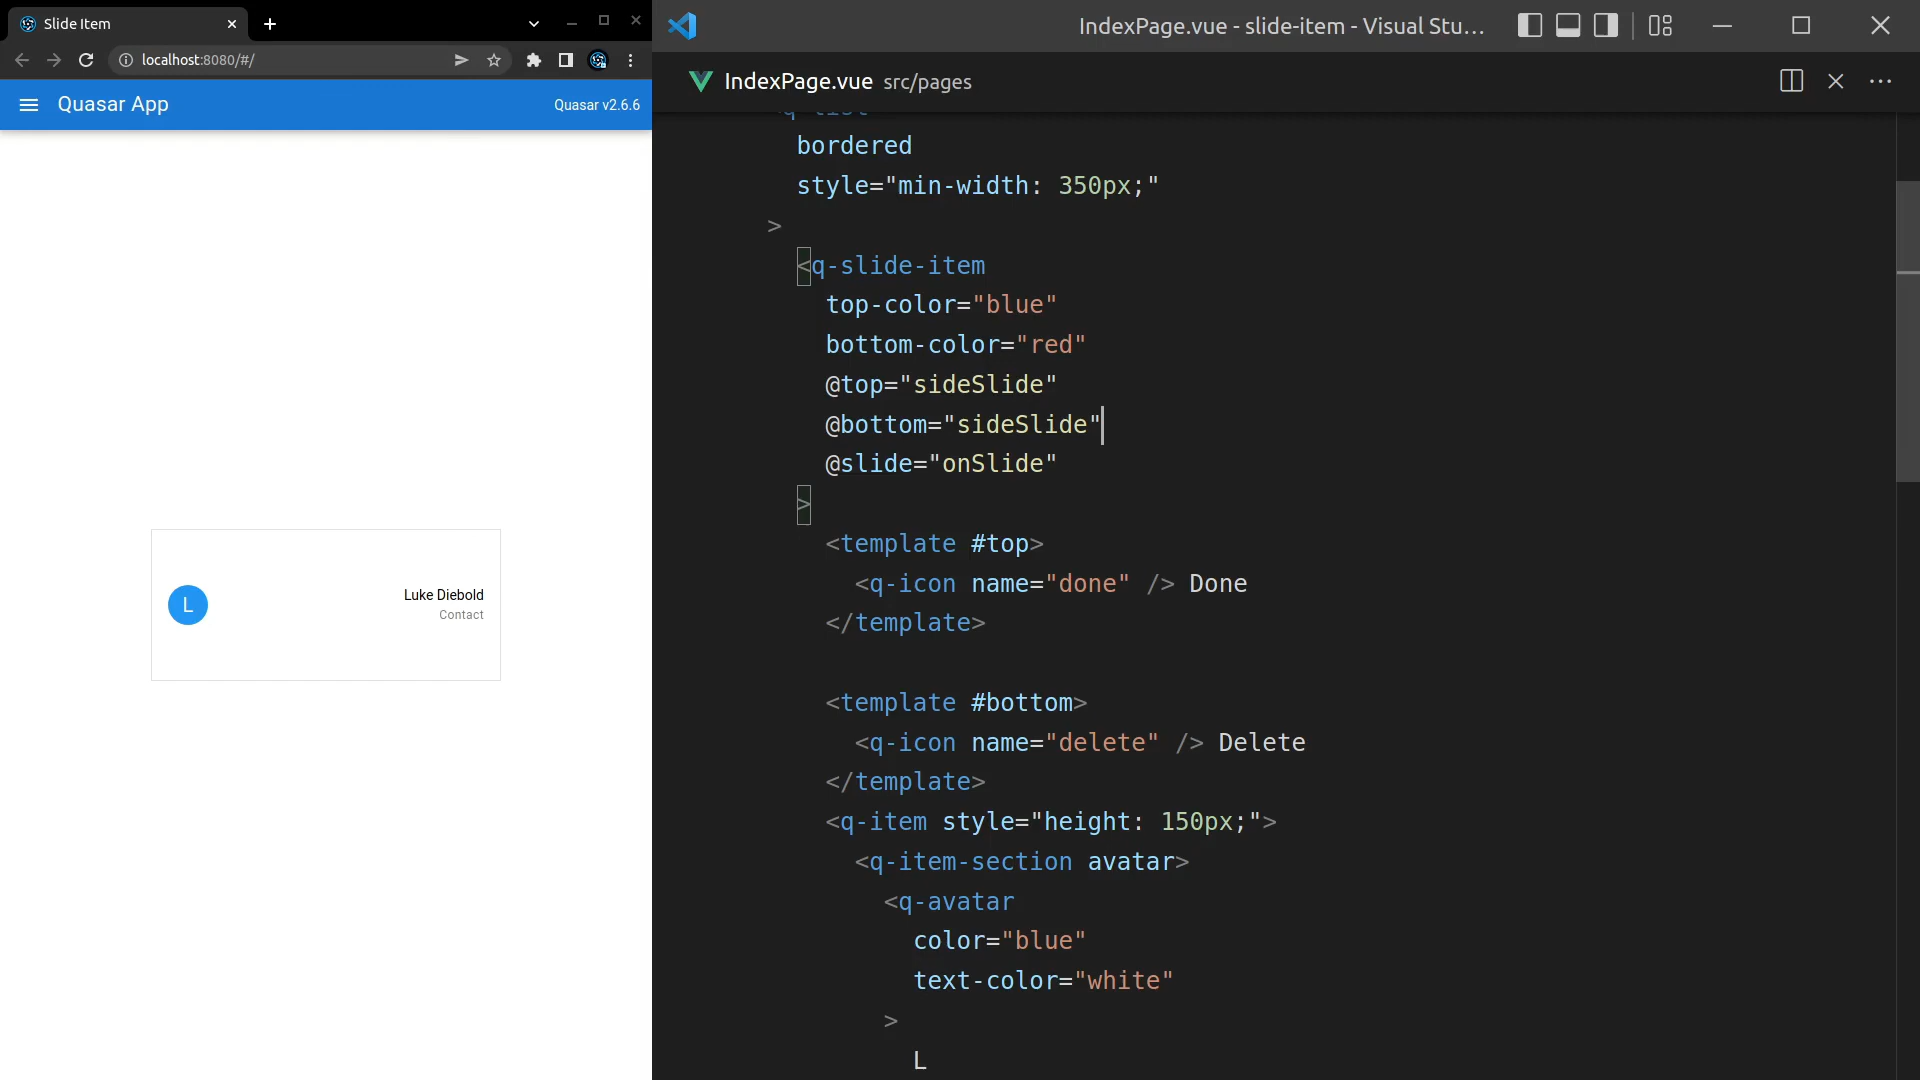 Slide Item
localhost:8080/#/
Quasar App
Quasar v2.6.6
L
Luke Diebold
Contact
IndexPage.vue - slide-item - Visual Stu...
IndexPage.vue src/pages
bordered
style="min-width: 350px;"
>
<q-slide-item
top-color="blue"
bottom-color="red"
@top="sideSlide"
@bottom="sideSlide"
@slide="onSlide"
>
<template #top>
<q-icon name="done" /> Done
</template>
<template #bottom>
<q-icon name="delete" /> Delete
</template>
<q-item style="height: 150px;">
<q-item-section avatar>
<q-avatar
color="blue"
text-color="white"
>
L